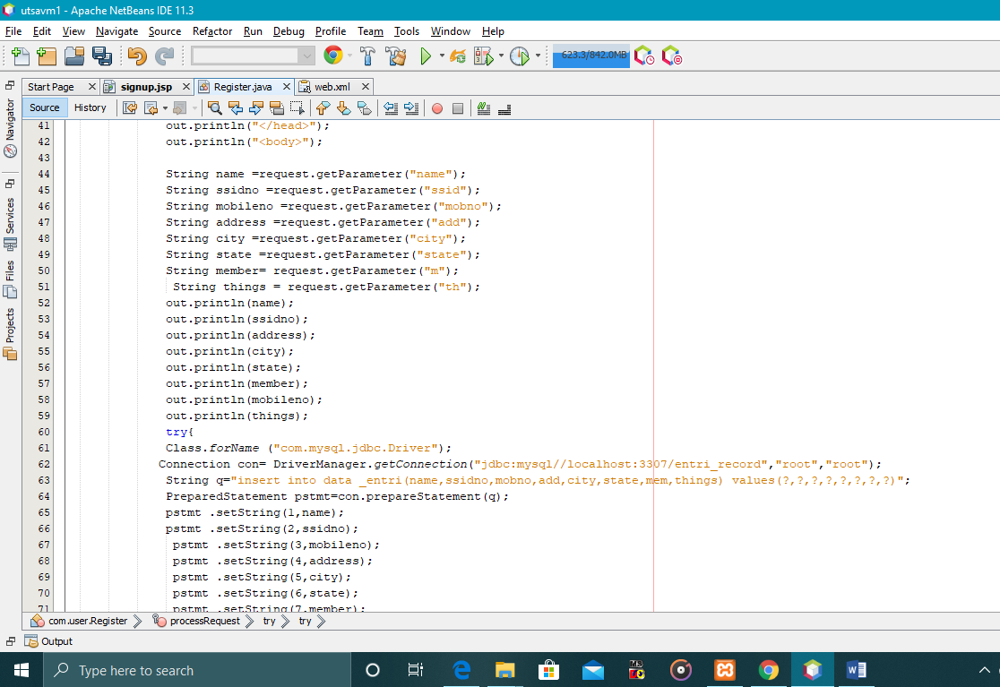 utsavm1 - Apache NetBeans IDE 11.3
File Edit View Navigate Source Refactor Run Debug Profile Team Tools Window Help
623.3/842.0MB
Start Page signup.jsp Register.java web.xml
Source History
Navigator
Services
Files
Projects
41 out.println("</head>");
42 out.println("<body>");
43
44 String name =request.getParameter("name");
45 String ssidno =request.getParameter("ssid");
46 String mobileno =request.getParameter("mobno");
47 String address =request.getParameter("add");
48 String city =request.getParameter("city");
49 String state =request.getParameter("state");
50 String member= request.getParameter("m");
51 String things = request.getParameter("th");
52 out.println(name);
53 out.println(ssidno);
54 out.println(address);
55 out.println(city);
56 out.println(state);
57 out.println(member);
58 out.println(mobileno);
59 out.println(things);
60 try{
61 Class.forName ("com.mysql.jdbc.Driver");
62 Connection con= DriverManager.getConnection("jdbc:mysql//localhost:3307/entri_record","root","root");
63 String q="insert into data _entri(name,ssidno,mobno,add,city,state,mem,things) values(?,?,?,?,?,?,?,?)";
64 PreparedStatement pstmt=con.prepareStatement(q);
65 pstmt .setString(1,name);
66 pstmt .setString(2,ssidno);
67 pstmt .setString(3,mobileno);
68 pstmt .setString(4,address);
69 pstmt .setString(5,city);
70 pstmt .setString(6,state);
71 pstmt .setString(7,member);
com.user.Register processRequest try try
Output
Type here to search